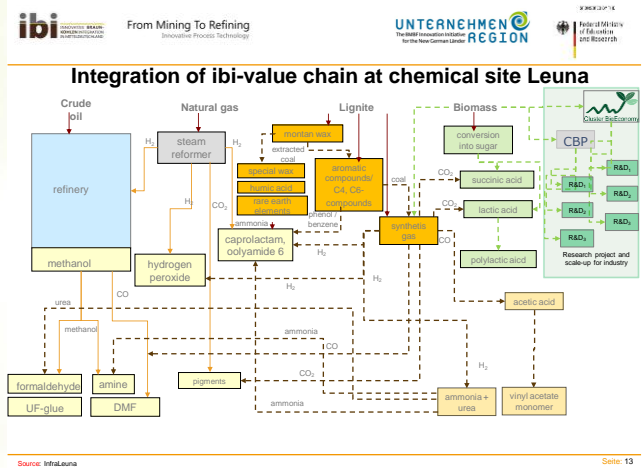 ibi
INNOVATIVE BRAUN-
KOHLEN INTEGRATION
IN MITTELDEUTSCHLAND
From Mining To Refining
Innovative Process Technology
UNTERNEHMEN
REGION
The BMBF Innovation Initiative
for the New German Länder
Federal Ministry
of Education
and Research
Integration of ibi-value chain at chemical site Leuna
Crude
oil
Natural gas
Lignite
Biomass
Cluster BioEconomy
CBP
H₂
steam
reformer
H₂
montan wax
extracted
coal
conversion
into sugar
refinery
special wax
humic acid
rare earth
elements
aromatic
compounds/
C4, C6-
compounds
coal
CO₂
succinic acid
R&D₁
R&D₁
R&D₂
H₂
CO₂
ammonia
phenol /
benzene
CO₂
lactic acid
R&D₂
R&D₃
R&D₃
synthetis
gas
CO
caprolactam,
oolyamide 6
H₂
methanol
hydrogen
peroxide
H₂
polylactic aicd
Research project and
scale-up for industry
CO
urea
acetic acid
methanol
ammonia
CO
H₂
CO₂
formaldehyde
amine
pigments
UF-glue
DMF
ammonia
ammonia +
urea
vinyl acetate
monomer
Source: InfraLeuna
Seite: 13